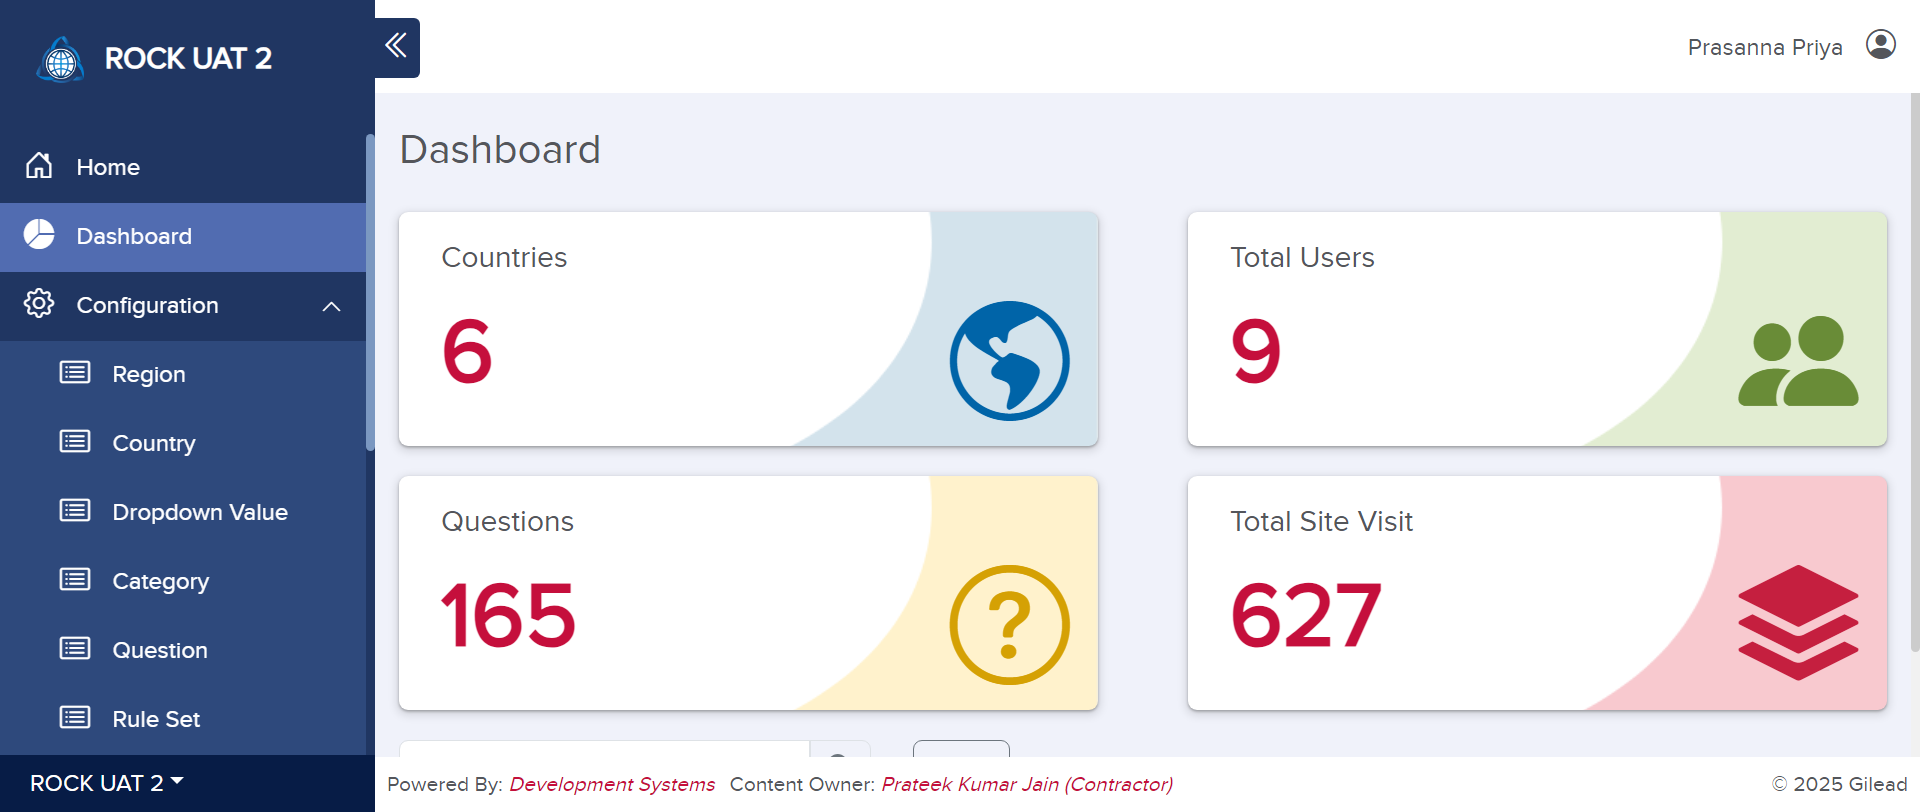 ROCK UAT 2
Prasanna Priya
Home
Dashboard
Configuration
Region
Country
Dropdown Value
Category
Question
Rule Set
ROCK UAT 2
Dashboard
Countries
6
Total Users
9
Questions
165
Total Site Visit
627
Powered By: Development Systems Content Owner: Prateek Kumar Jain (Contractor)
© 2025 Gilead